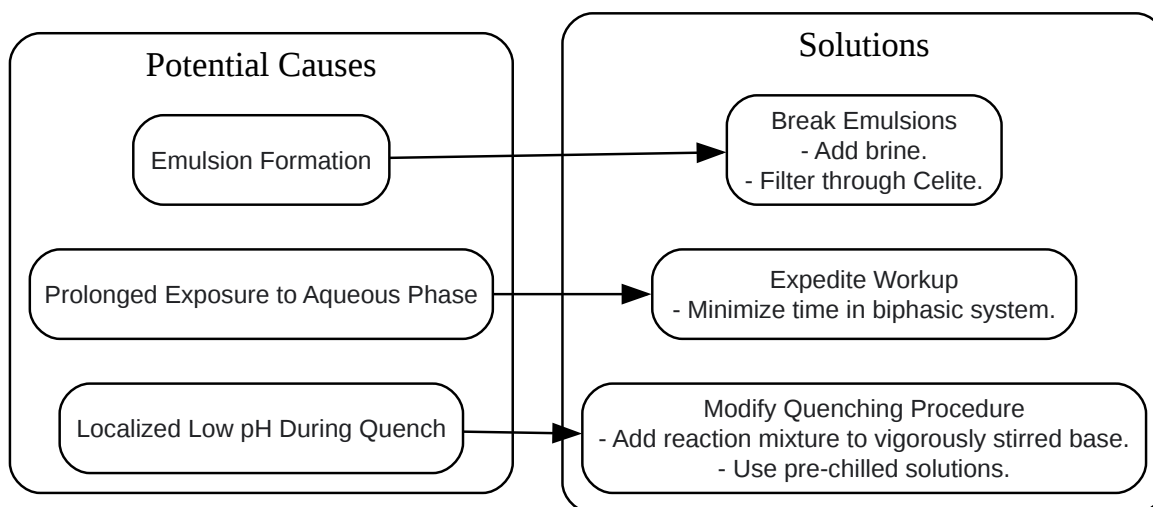 Potential Causes
Emulsion Formation
Prolonged Exposure to Aqueous Phase
Localized Low pH During Quench
Solutions
Break Emulsions
- Add brine.
- Filter through Celite.
Expedite Workup
- Minimize time in biphasic system.
Modify Quenching Procedure
- Add reaction mixture to vigorously stirred base.
- Use pre-chilled solutions.